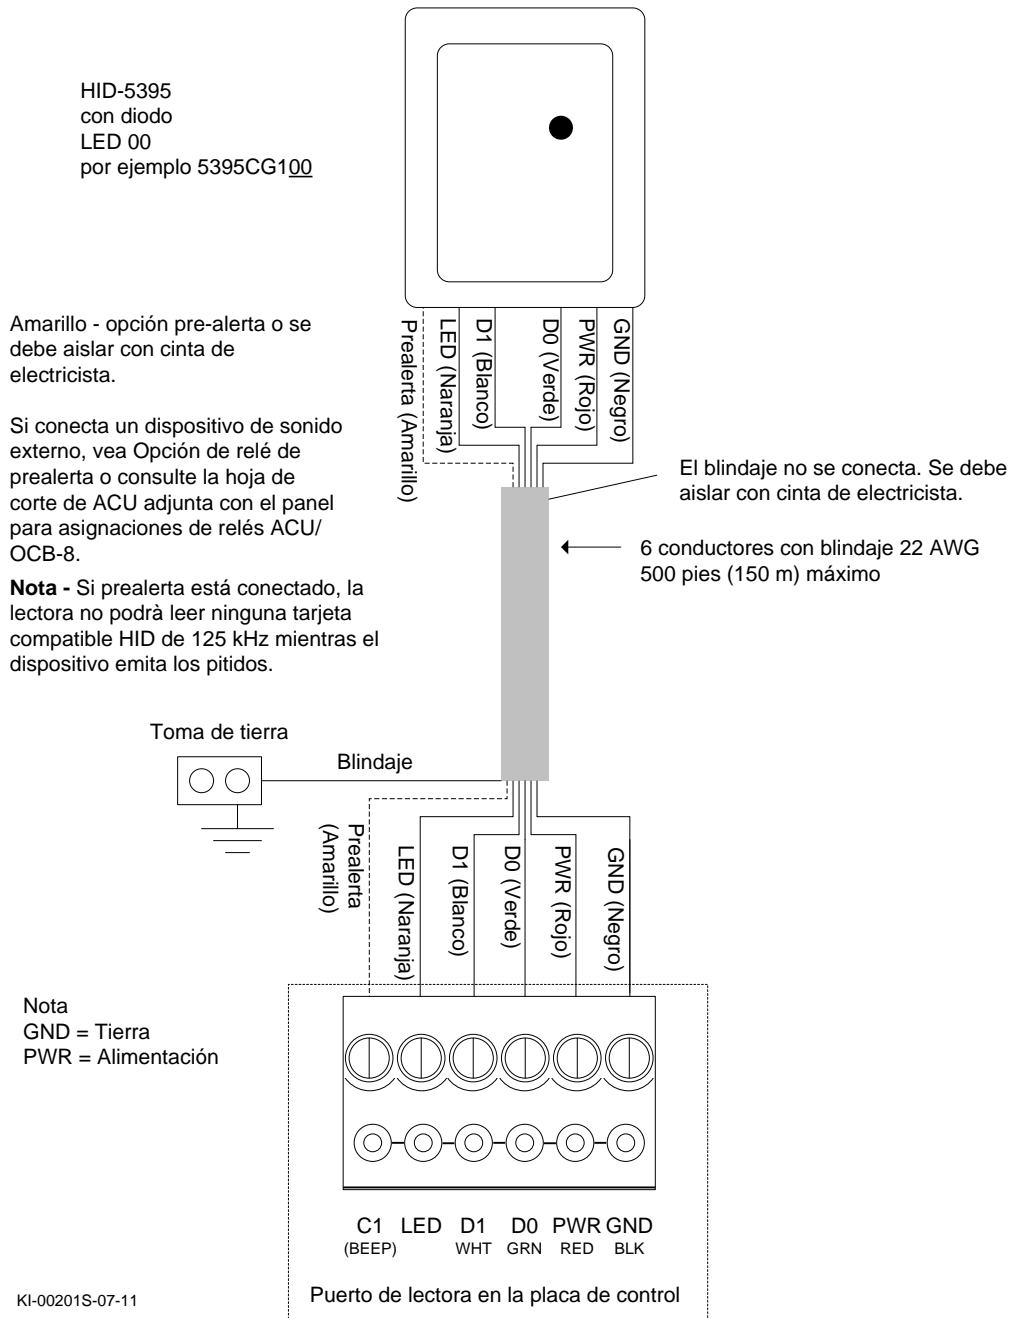 HID-5395
con diodo
LED 00
por ejemplo 5395CG100
Amarillo - opción pre-alerta o se
debe aislar con cinta de
electricista.
Si conecta un dispositivo de sonido
externo, vea Opción de relé de
prealerta o consulte la hoja de
corte de ACU adjunta con el panel
para asignaciones de relés ACU/
OCB-8.
Nota - Si prealerta está conectado, la
lectora no podrà leer ninguna tarjeta
compatible HID de 125 kHz mientras el
dispositivo emita los pitidos.
Prealerta (Amarillo)
LED (Naranja)
D1 (Blanco)
D0 (Verde)
PWR (Rojo)
GND (Negro)
El blindaje no se conecta. Se debe
aislar con cinta de electricista.
6 conductores con blindaje 22 AWG
500 pies (150 m) máximo
Toma de tierra
Blindaje
Prealerta
(Amarillo)
LED (Naranja)
D1 (Blanco)
D0 (Verde)
PWR (Rojo)
GND (Negro)
Nota
GND = Tierra
PWR = Alimentación
C1 LED D1 D0 PWR GND
(BEEP) WHT GRN RED BLK
Puerto de lectora en la placa de control
KI-00201S-07-11